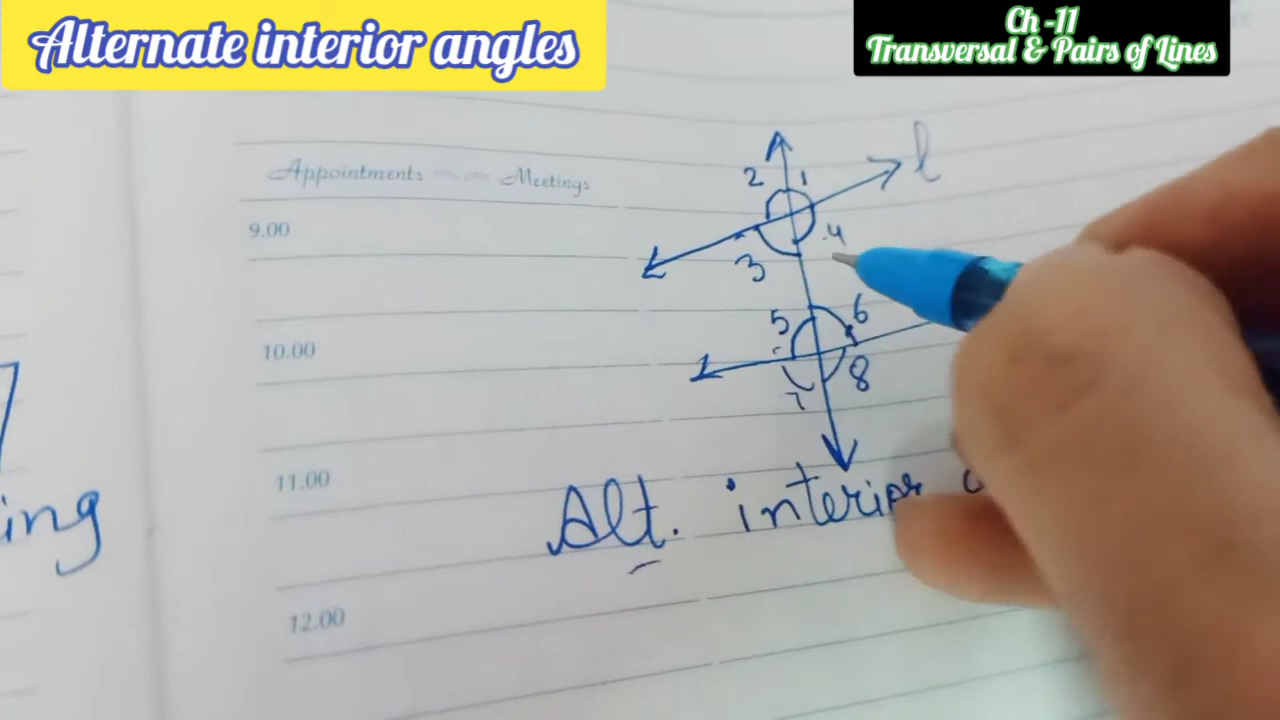 Alternate interior angles
Ch -11
Transversal & Pairs of Lines
Appointments Meetings
9.00
10.00
11.00
12.00
l
2 1
3 4
5 6
7 8
Alt. interior
ing